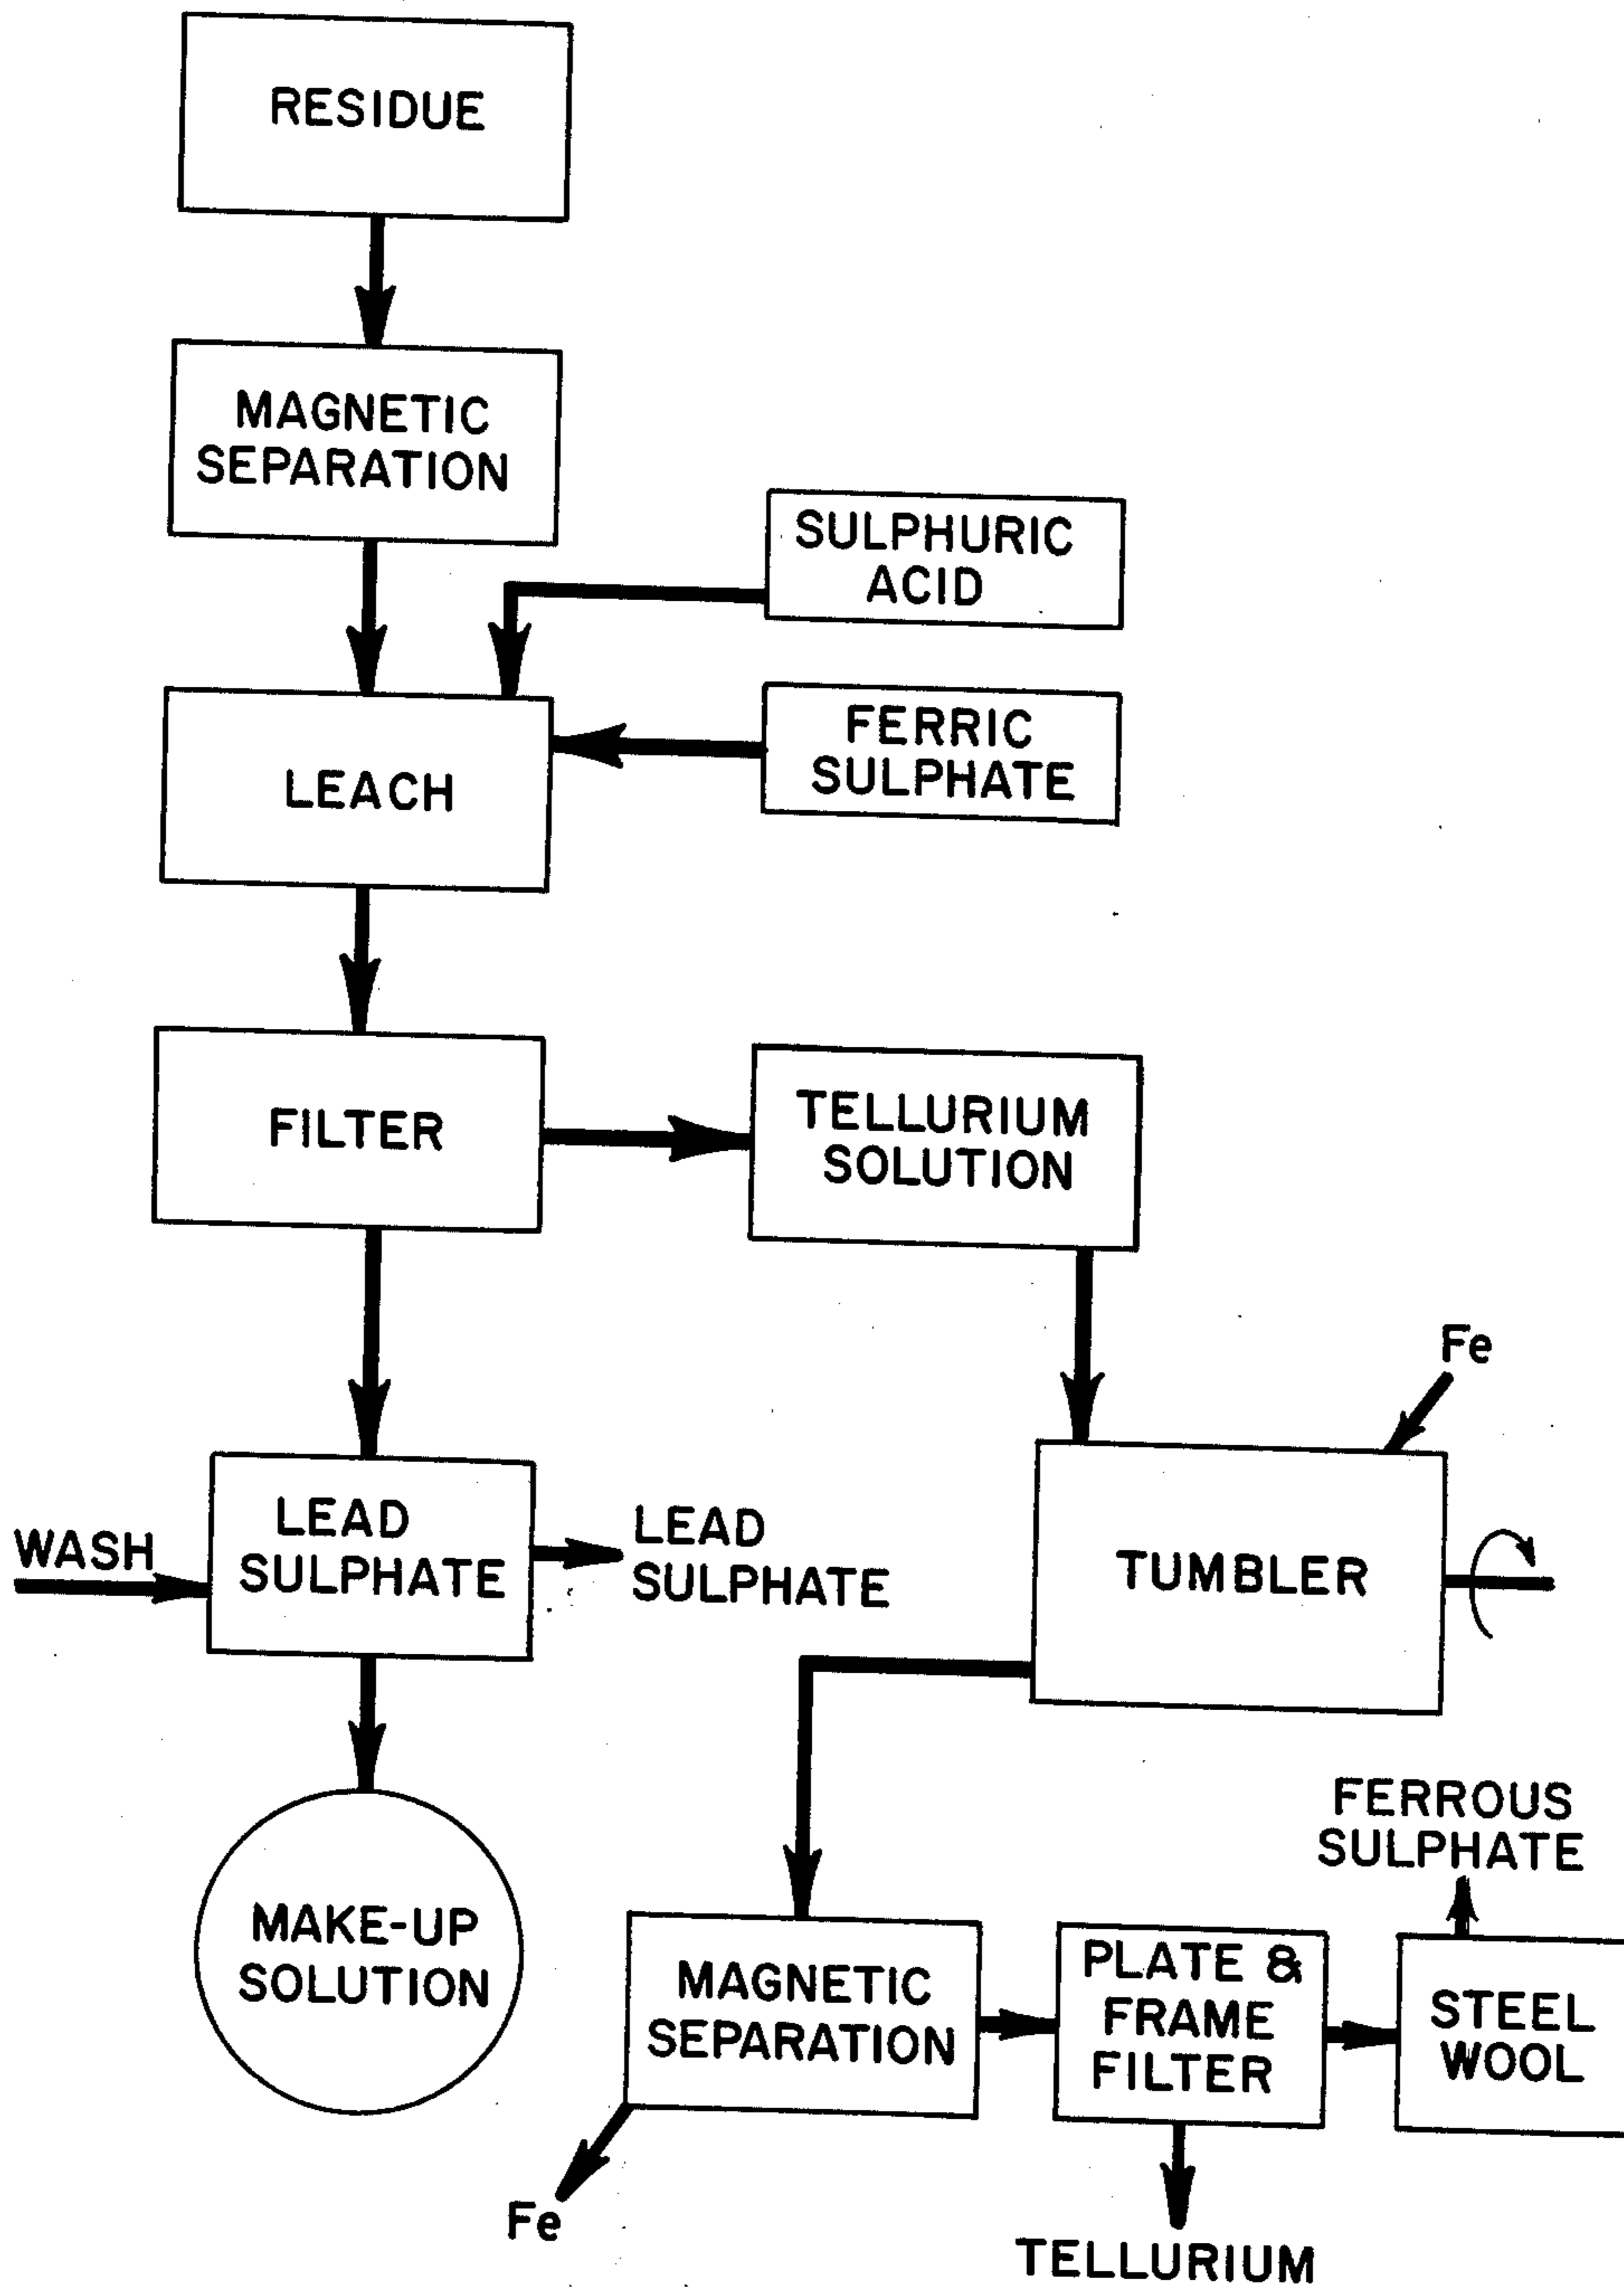 RESIDUE
MAGNETIC
SEPARATION
SULPHURIC
ACID
FERRIC
SULPHATE
LEACH
FILTER
TELLURIUM
SOLUTION
Fe
WASH
LEAD
SULPHATE
LEAD
SULPHATE
TUMBLER
MAKE-UP
SOLUTION
MAGNETIC
SEPARATION
Fe
PLATE &
FRAME
FILTER
TELLURIUM
FERROUS
SULPHATE
STEEL
WOOL